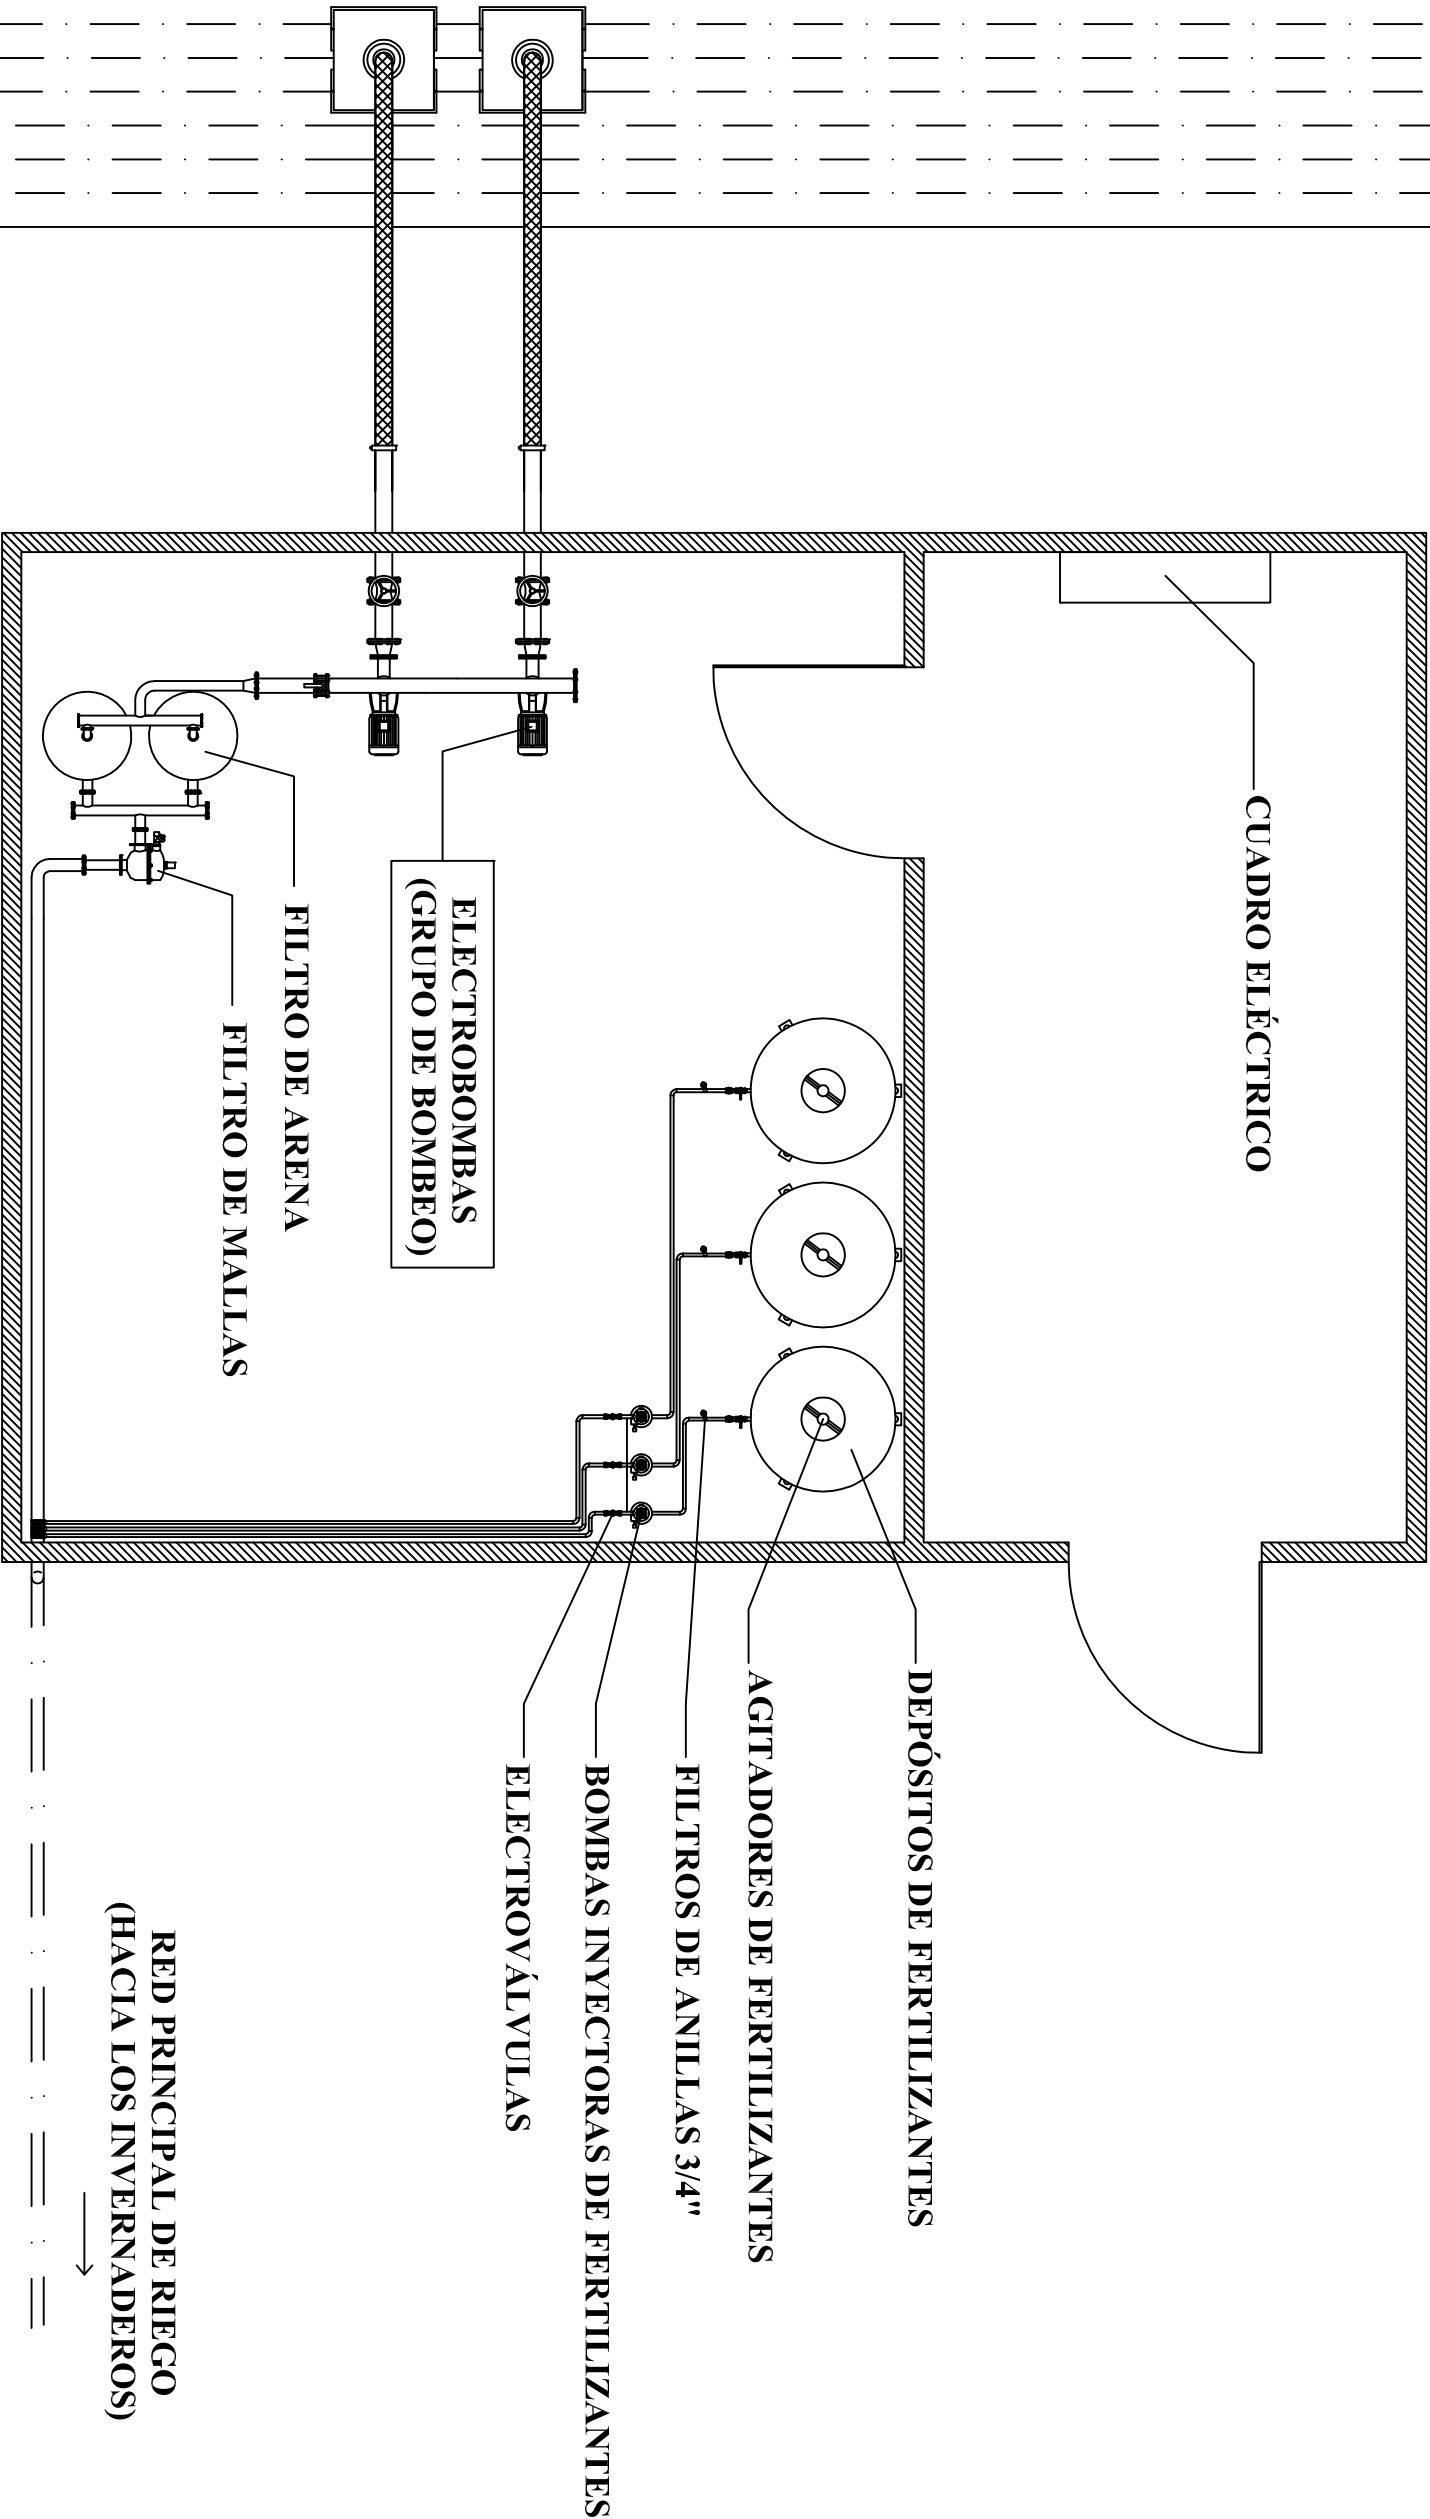 CUADRO ELÉCTRICO
DEPÓSITOS DE FERTILIZANTES
AGITADORES DE FERTILIZANTES
FILTROS DE ANILLAS 3/4"
BOMBAS INYECTORAS DE FERTILIZANTES
ELECTROVÁLVULAS
ELECTROBOMBAS
(GRUPO DE BOMBEO)
FILTRO DE ARENA
FILTRO DE MALLAS
RED PRINCIPAL DE RIEGO
(HACIA LOS INVERNADEROS)